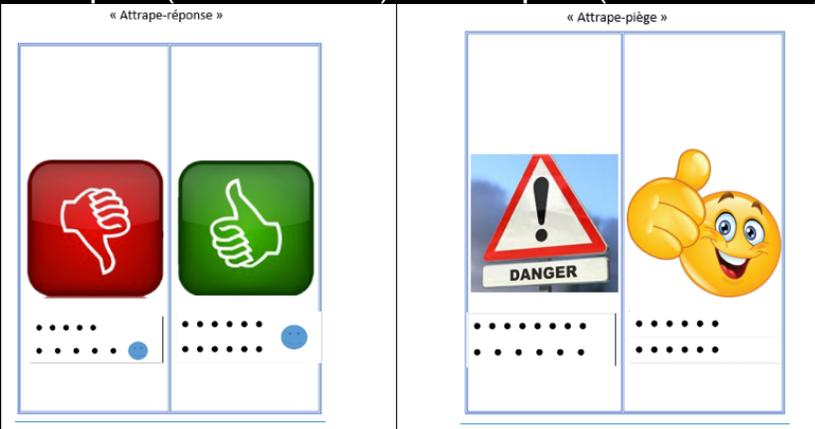 « Attrape-réponse »
« Attrape-piège »
DANGER